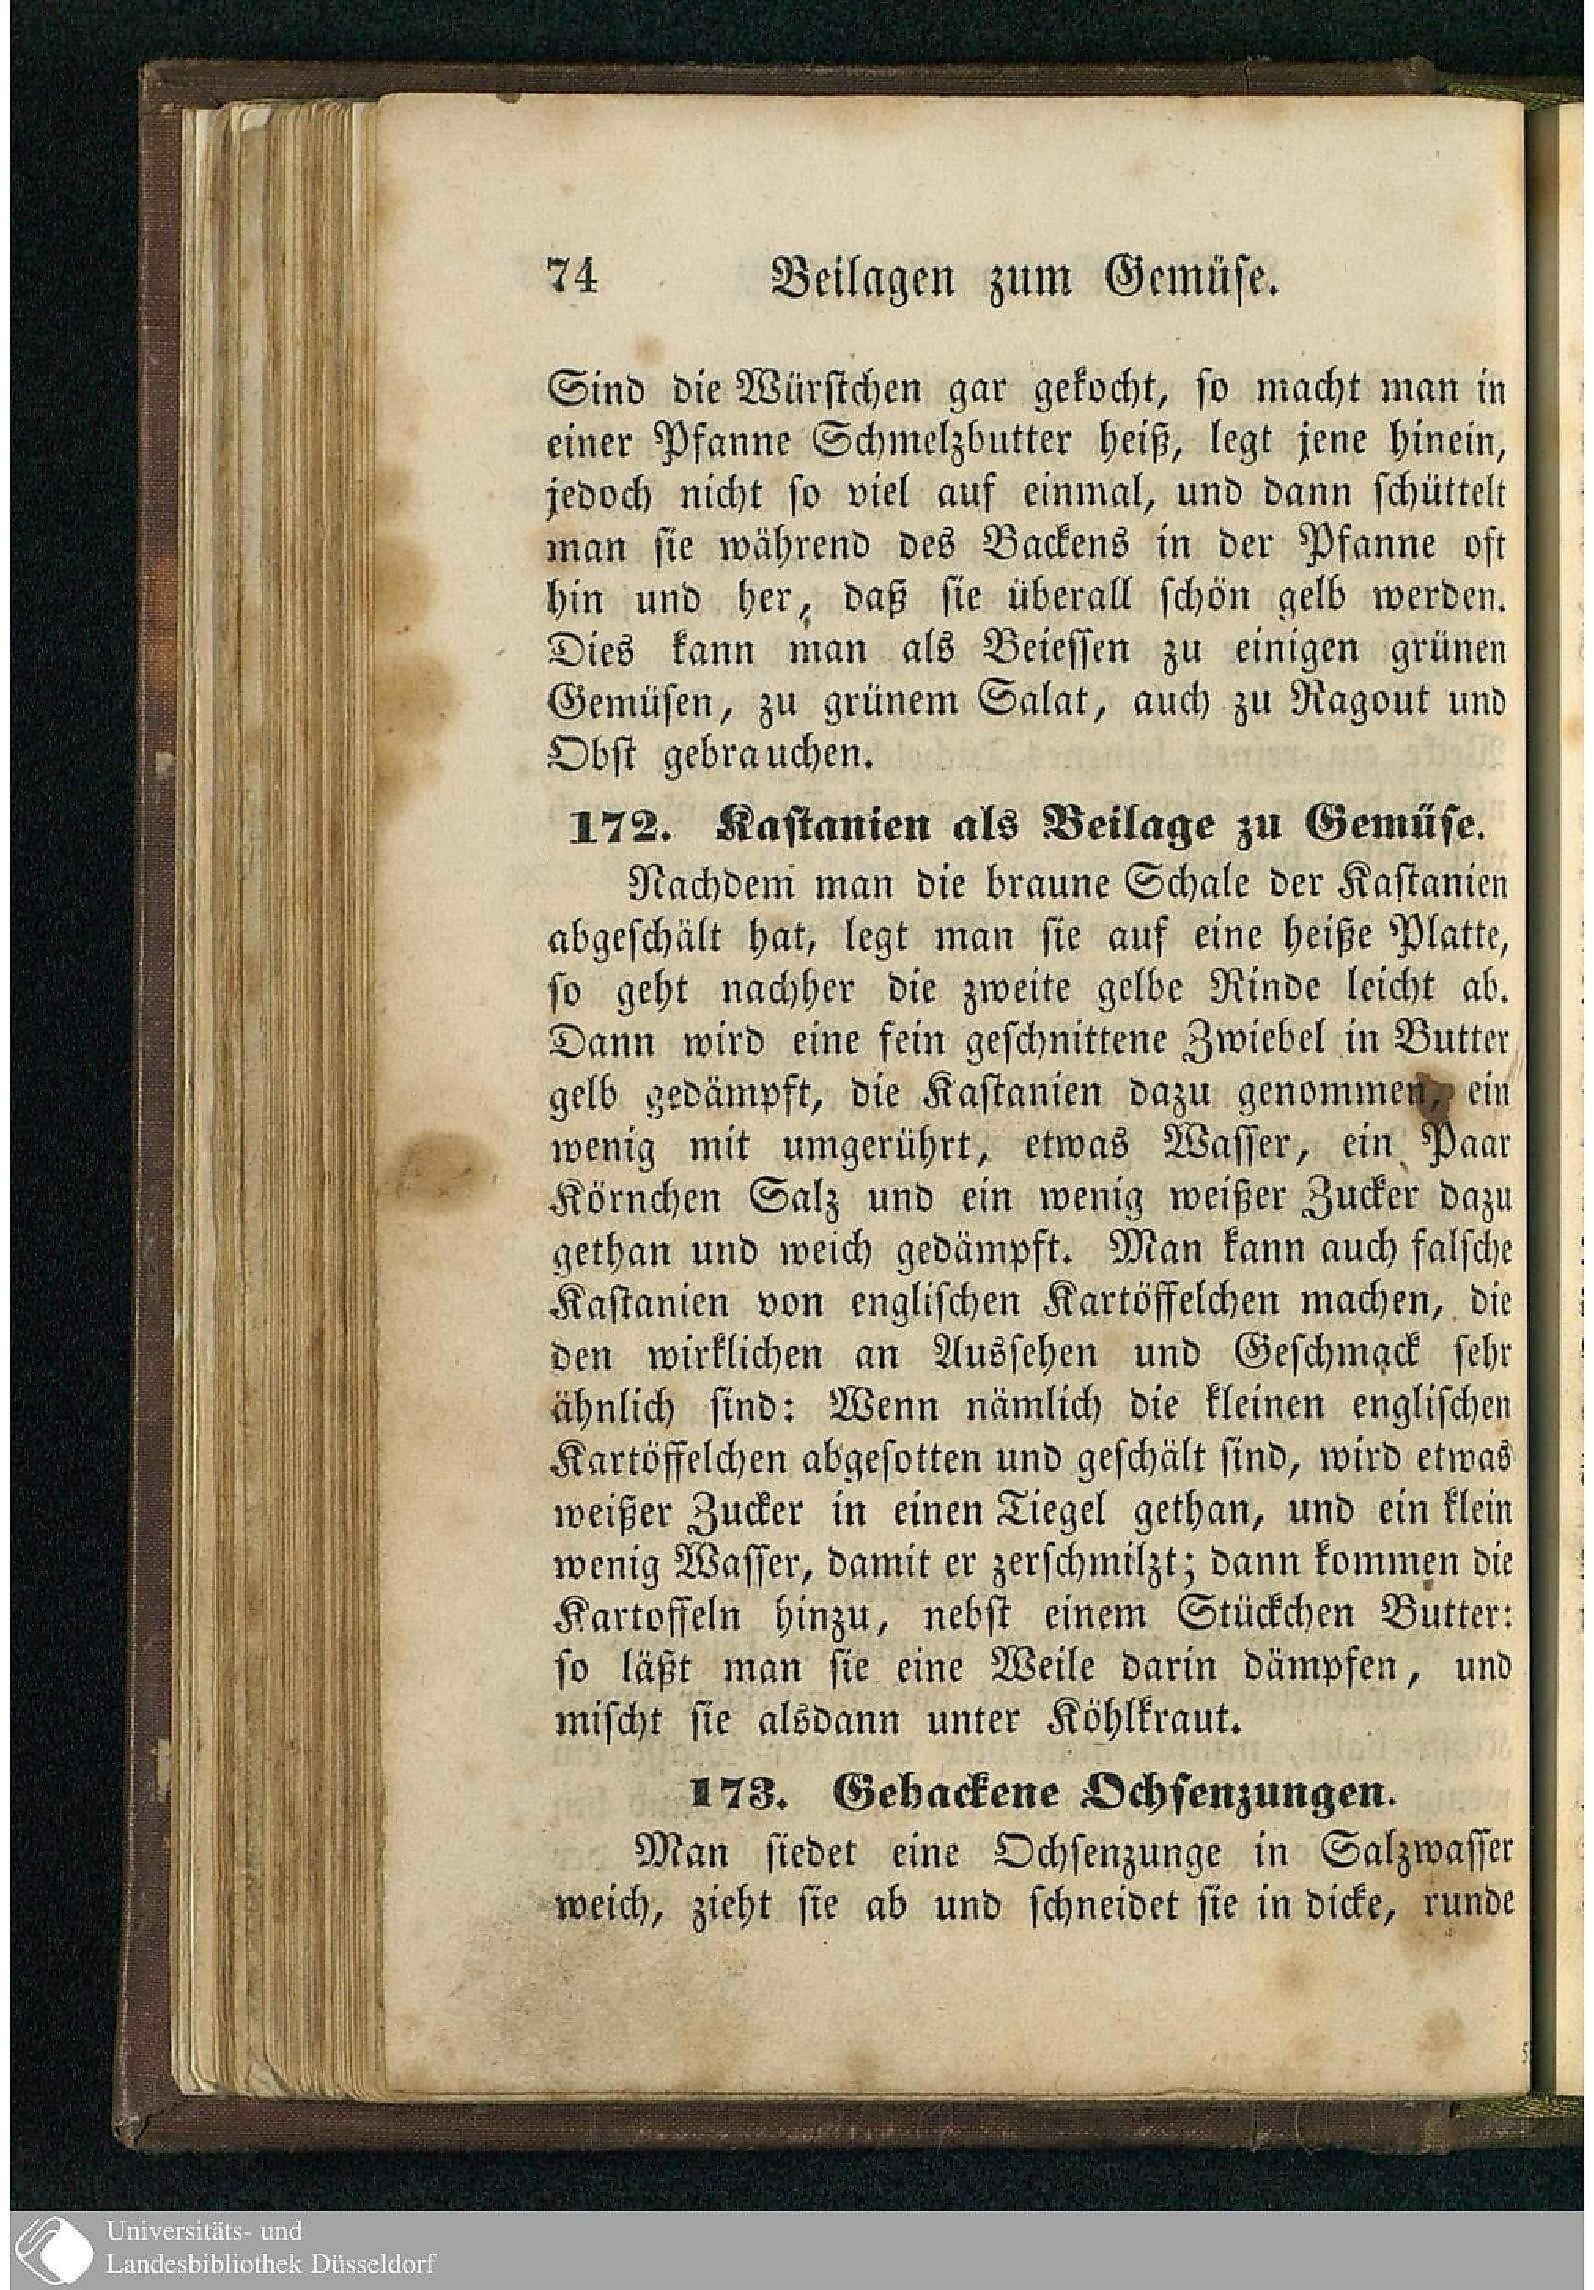 74 Beilagen zum Gemüse.
Sind die Würstchen gar gekocht, so macht man in
einer Pfanne Schmelzbutter heiß, legt jene hinein,
jedoch nicht so viel auf einmal, und dann schüttelt
man sie während des Backens in der Pfanne oft
hin und her, daß sie überall schön gelb werden.
Dies kann man als Beiessen zu einigen grünen
Gemüsen, zu grünem Salat, auch zu Ragout und
Obst gebrauchen.
172. Kastanien als Beilage zu Gemüse.
Nachdem man die braune Schale der Kastanien
abgeschält hat, legt man sie auf eine heiße Platte,
so geht nachher die zweite gelbe Rinde leicht ab.
Dann wird eine fein geschnittene Zwiebel in Butter
gelb gedämpft, die Kastanien dazu genommen, ein
wenig mit umgerührt, etwas Wasser, ein Paar
Körnchen Salz und ein wenig weißer Zucker dazu
gethan und weich gedämpft. Man kann auch falsche
Kastanien von englischen Kartöffelchen machen, die
den wirklichen an Aussehen und Geschmack sehr
ähnlich sind: Wenn nämlich die kleinen englischen
Kartöffelchen abgesotten und geschält sind, wird etwas
weißer Zucker in einen Tiegel gethan, und ein klein
wenig Wasser, damit er zerschmilzt; dann kommen die
Kartoffeln hinzu, nebst einem Stückchen Butter:
so läßt man sie eine Weile darin dämpfen, und
mischt sie alsdann unter Köhlkraut.
173. Gebackene Ochsenzungen.
Man siedet eine Ochsenzunge in Salzwasser
weich, zieht sie ab und schneidet sie in dicke, runde
Universitäts- und
Landesbibliothek Düsseldorf